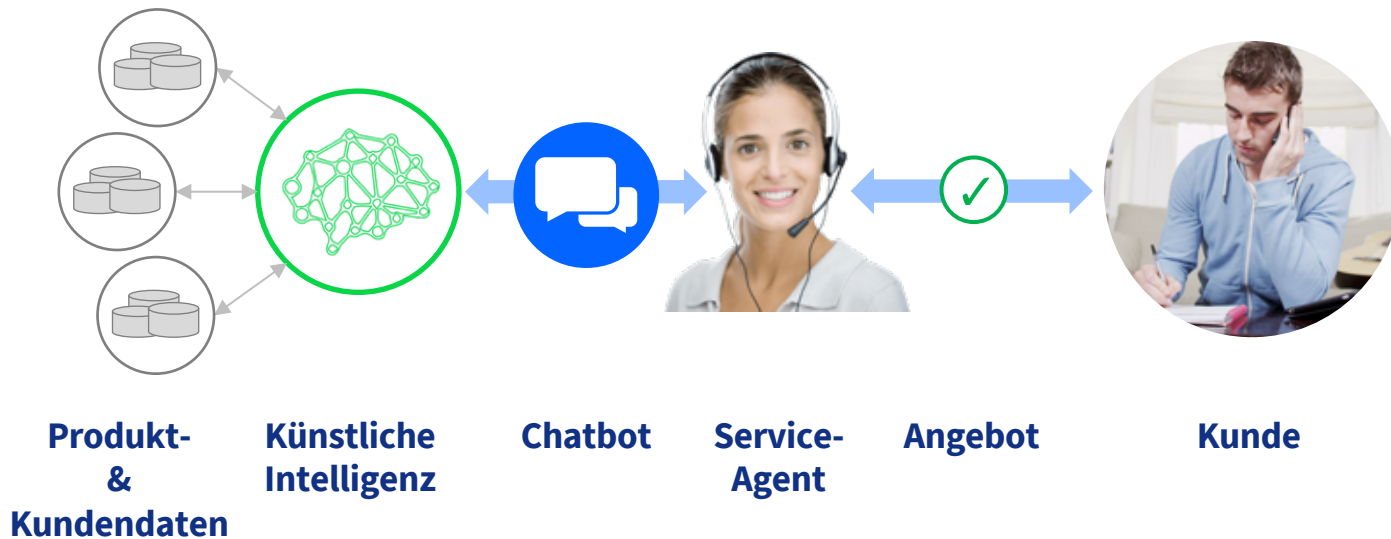 Produkt-
&
Kundendaten
Künstliche
Intelligenz
Chatbot
Service-
Agent
Angebot
Kunde